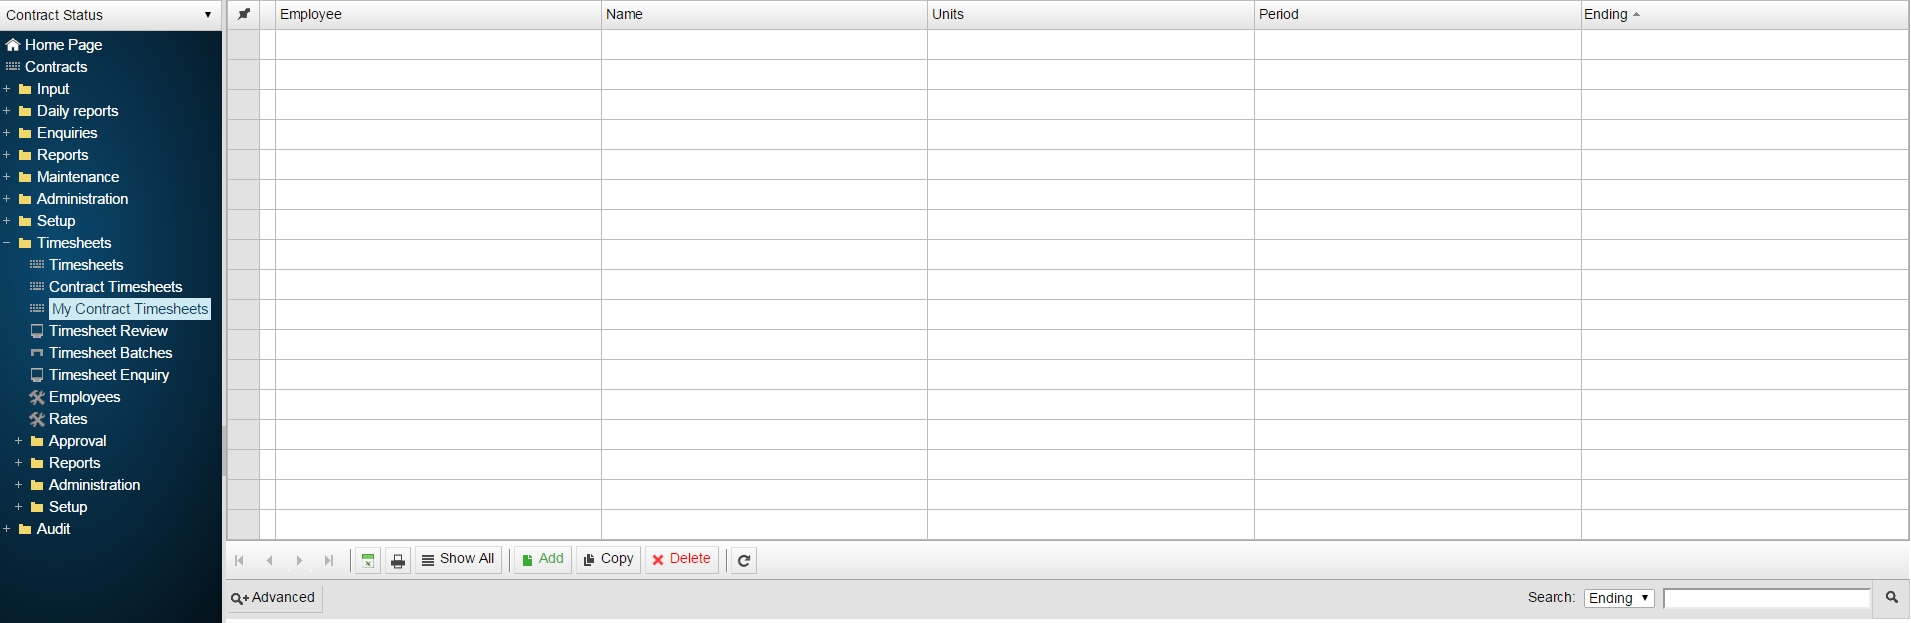 Contract Status
Home Page
Contracts
Input
Daily reports
Enquiries
Reports
Maintenance
Administration
Setup
Timesheets
Timesheets
Contract Timesheets
My Contract Timesheets
Timesheet Review
Timesheet Batches
Timesheet Enquiry
Employees
Rates
Approval
Reports
Administration
Setup
Audit
Employee Name Units Period Ending
Show All Add Copy Delete
Advanced Search: Ending